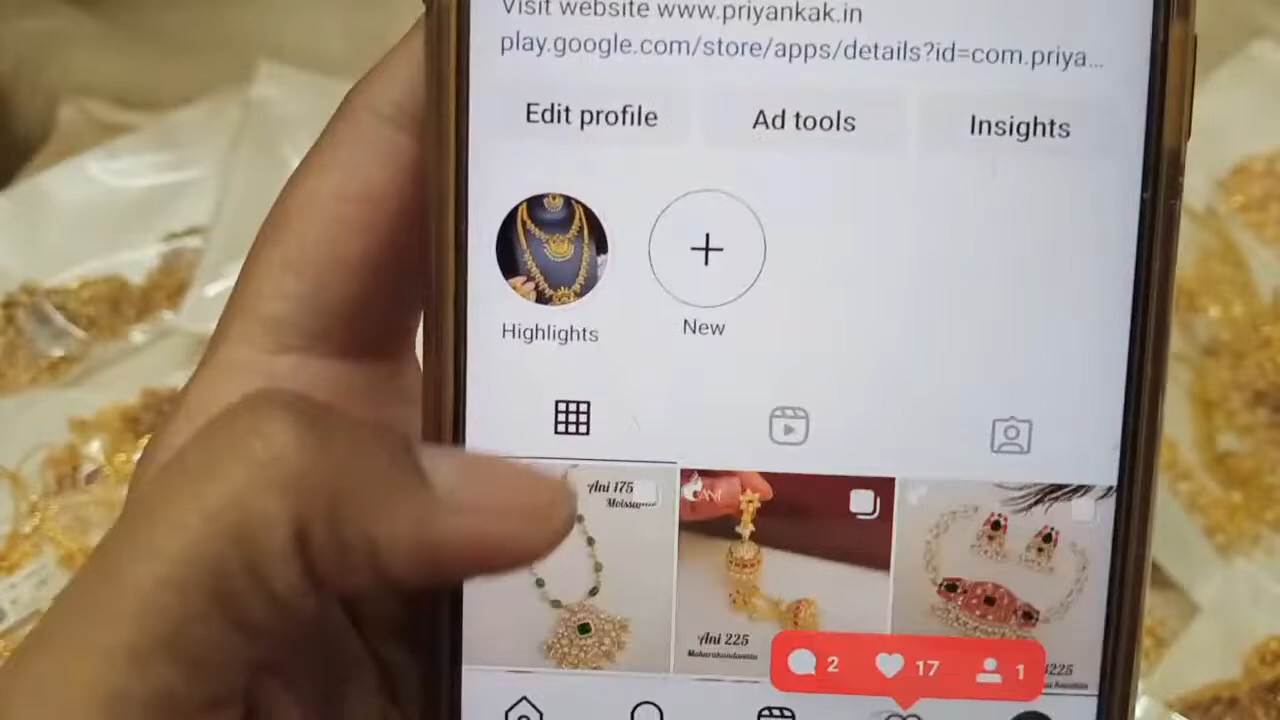 Visit website www.priyankak.in
play.google.com/store/apps/details?id=com.priya...
Edit profile
Ad tools
Insights
Highlights
New
Ani 175
ANI
Ani 225
2
17
1